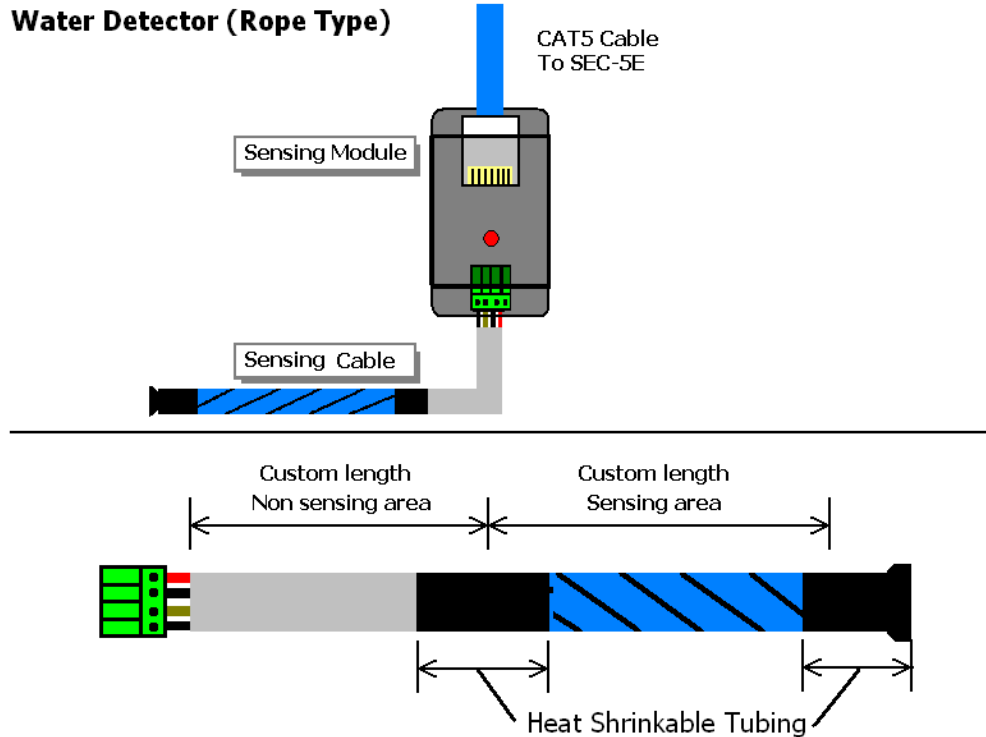 Water Detector (Rope Type)
CAT5 Cable
To SEC-5E
Sensing Module
Sensing Cable
Custom length
Non sensing area
Custom length
Sensing area
Heat Shrinkable Tubing